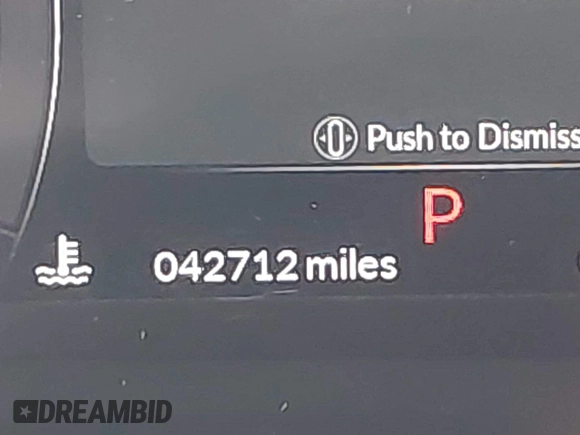 Push to Dismiss
P
042712 miles
DREAMBID